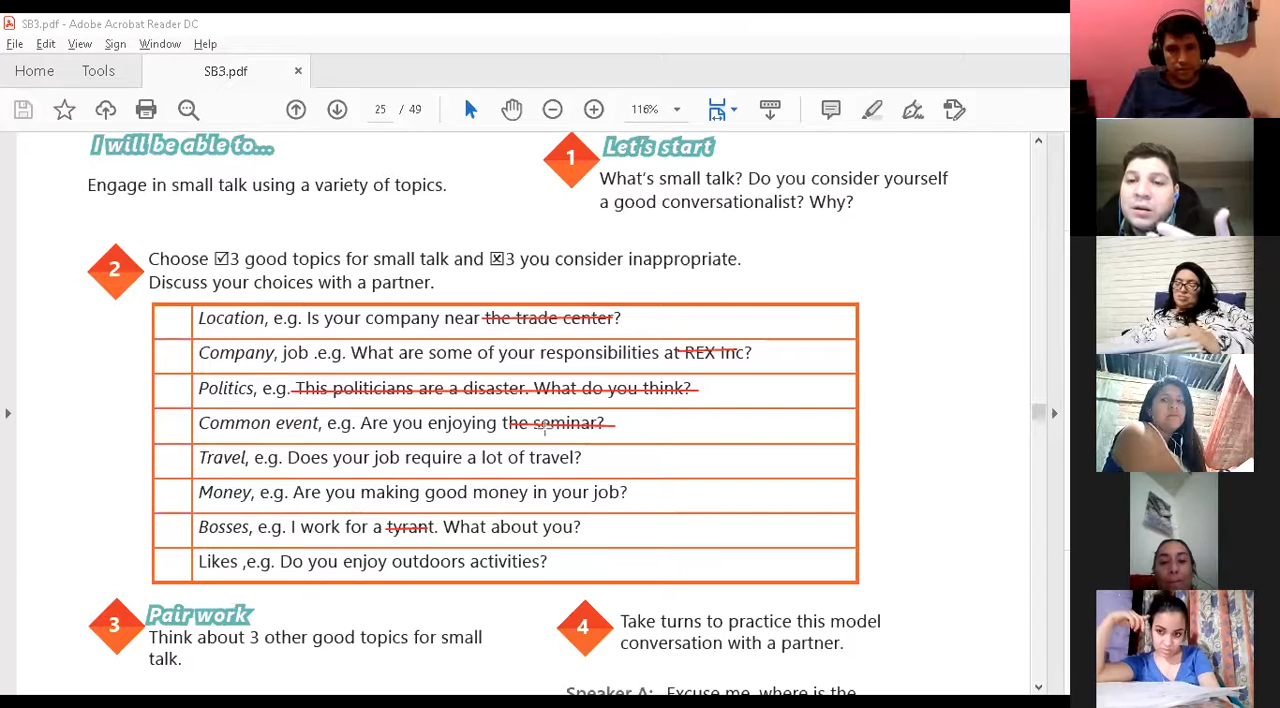 SB3.pdf - Adobe Acrobat Reader DC
File Edit View Sign Window Help
Home Tools SB3.pdf ×
25 / 49 116%
I will be able to...
Engage in small talk using a variety of topics.
1 Let's start
What's small talk? Do you consider yourself
a good conversationalist? Why?
2 Choose ☑3 good topics for small talk and ☒3 you consider inappropriate.
Discuss your choices with a partner.
Location, e.g. Is your company near the trade center?
Company, job .e.g. What are some of your responsibilities at REX Inc?
Politics, e.g. This politicians are a disaster. What do you think?
Common event, e.g. Are you enjoying the seminar?
Travel, e.g. Does your job require a lot of travel?
Money, e.g. Are you making good money in your job?
Bosses, e.g. I work for a tyrant. What about you?
Likes ,e.g. Do you enjoy outdoors activities?
3 Pair work
Think about 3 other good topics for small
talk.
4 Take turns to practice this model
conversation with a partner.
Speaker A: Excuse me, where is the